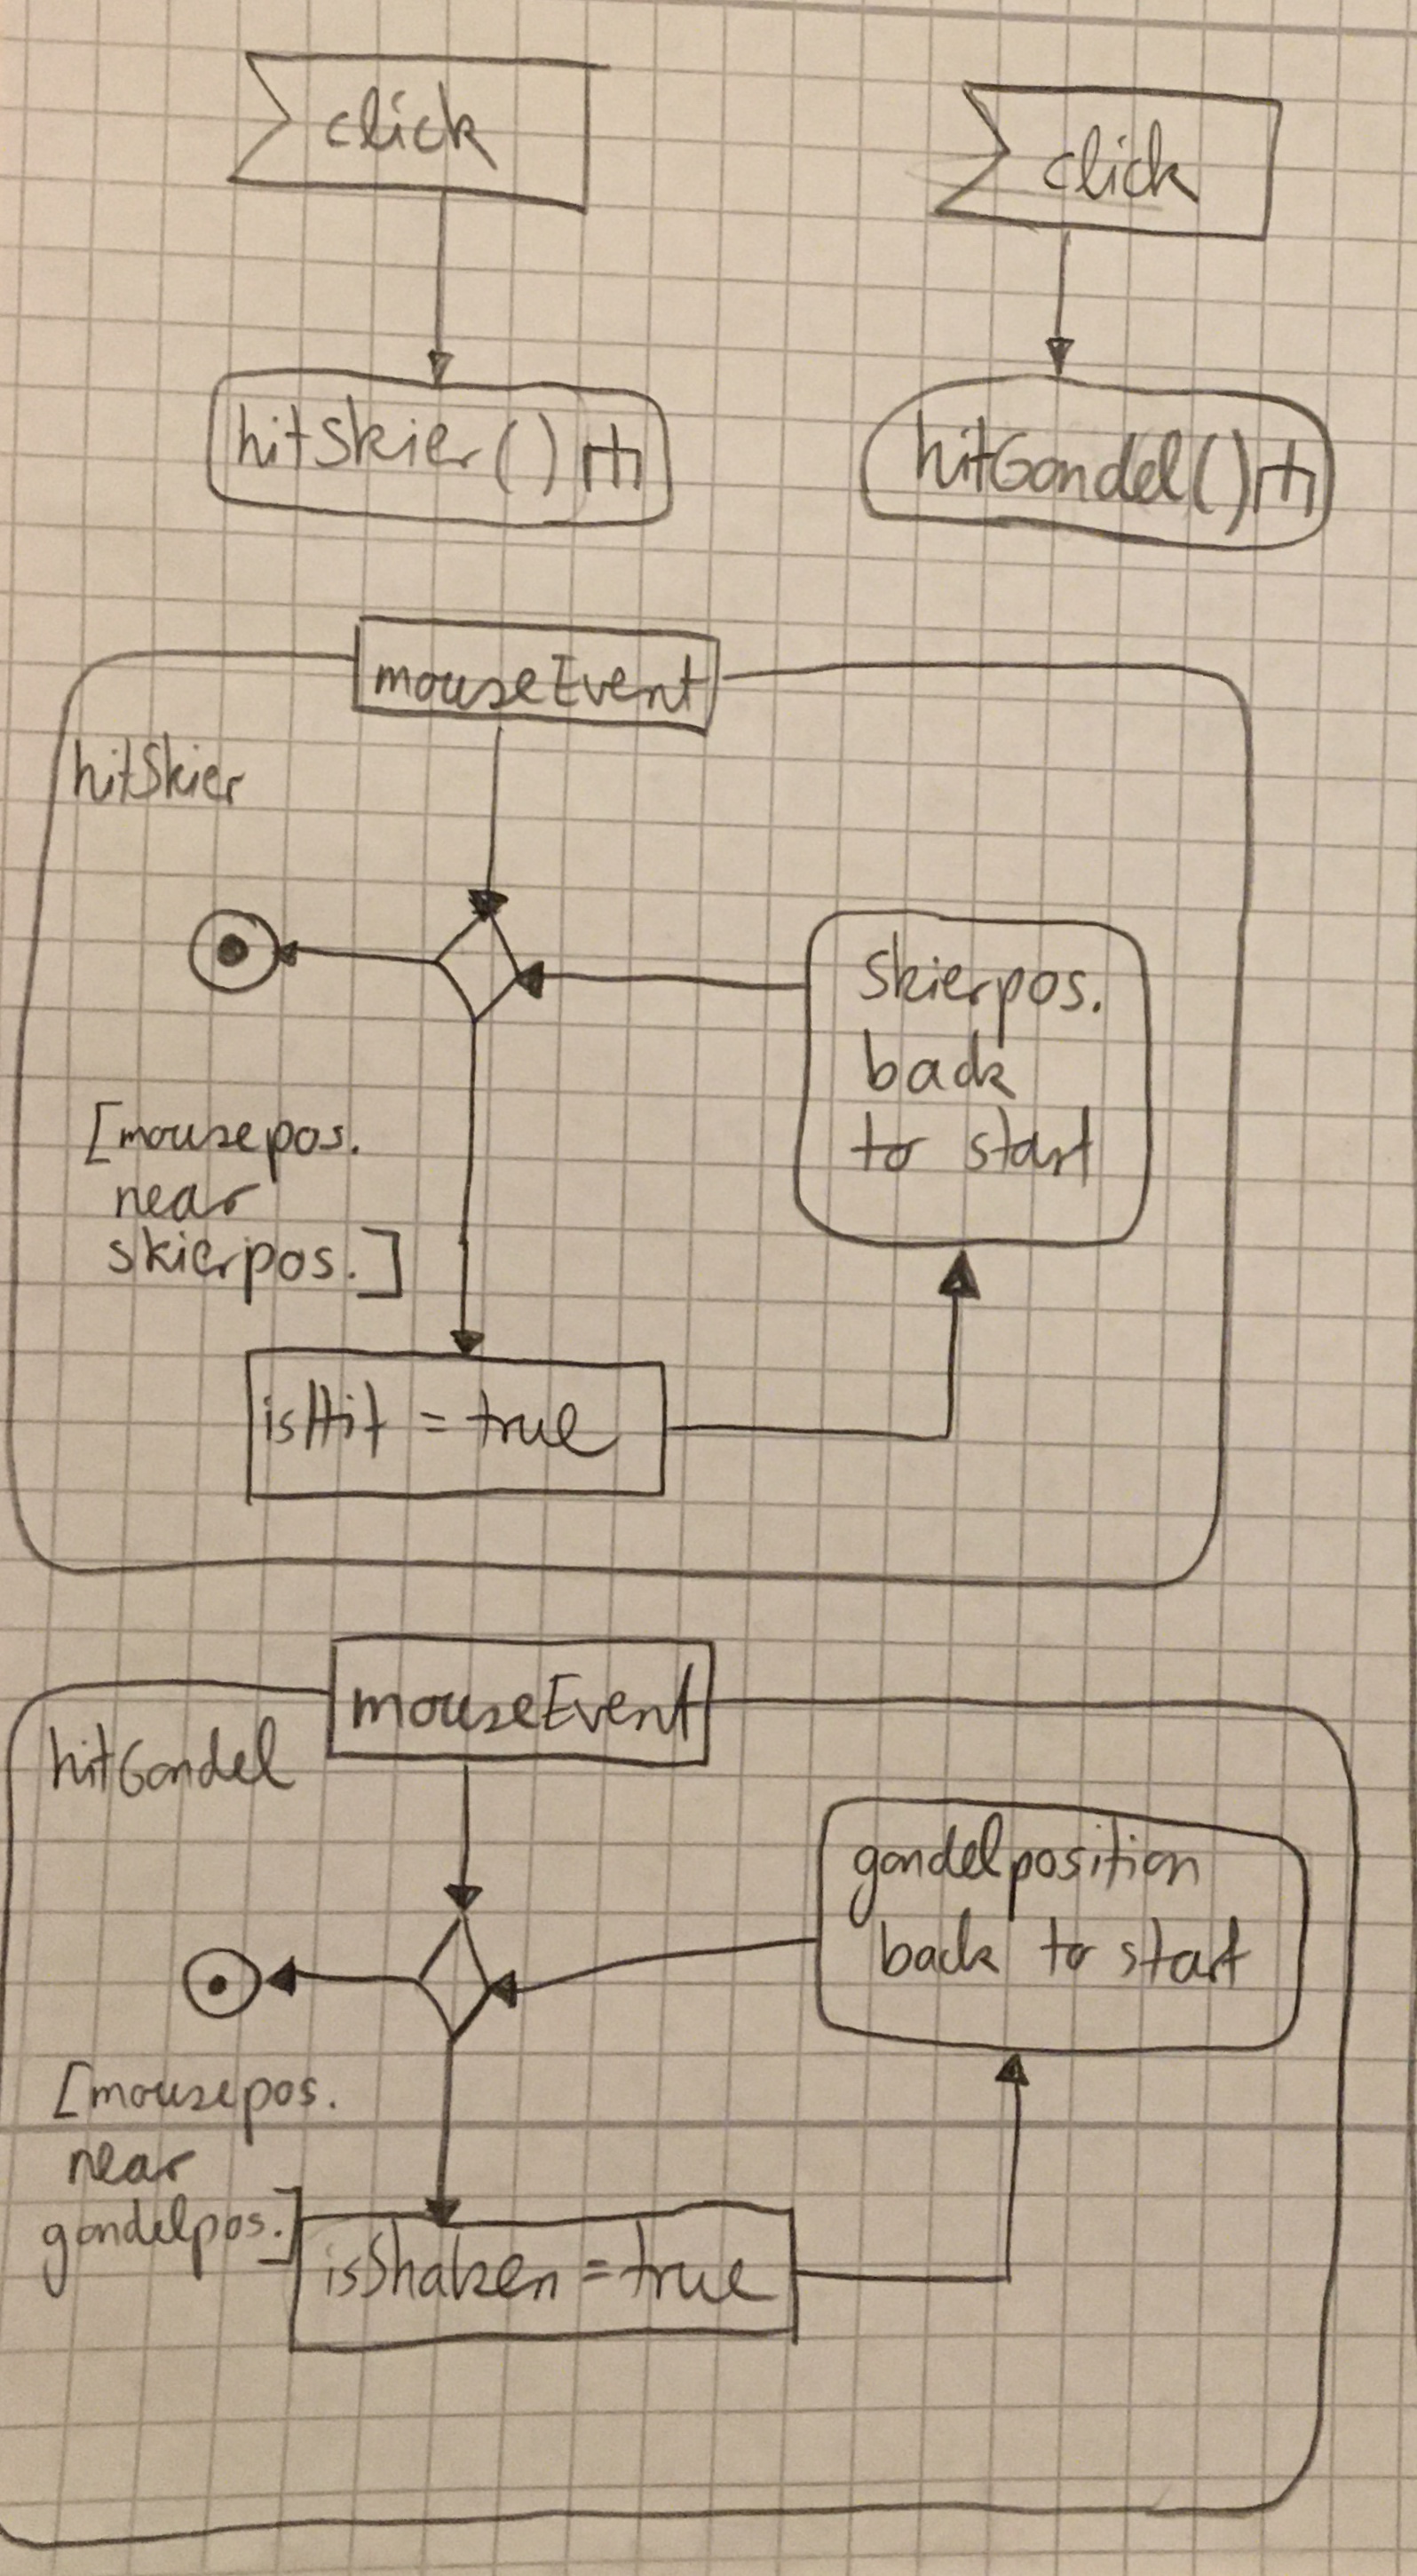 click
click
hitSkier()
hitGondel()
mouseEvent
hitSkier
Skierpos.
back
to start
[mousepos.
near
skierpos.]
isHit = true
mouseEvent
hitGondel
gondelposition
back to start
[mousepos.
near
gondelpos.]
isShaken = true